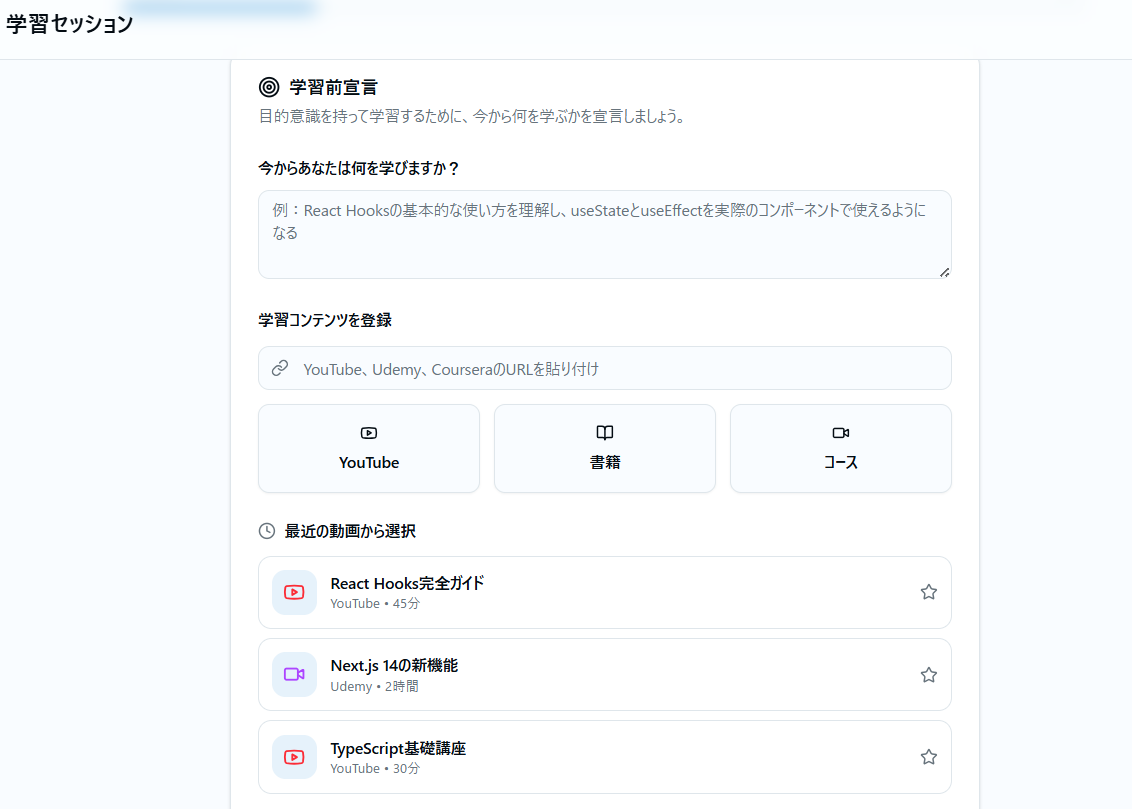 学習セッション
学習前宣言
目的意識を持って学習するために、今から何を学ぶかを宣言しましょう。
今からあなたは何を学びますか？
例：React Hooksの基本的な使い方を理解し、useStateとuseEffectを実際のコンポーネントで使えるように
なる
学習コンテンツを登録
YouTube、Udemy、CourseraのURLを貼り付け
YouTube
書籍
コース
最近の動画から選択
React Hooks完全ガイド
YouTube • 45分
Next.js 14の新機能
Udemy • 2時間
TypeScript基礎講座
YouTube • 30分